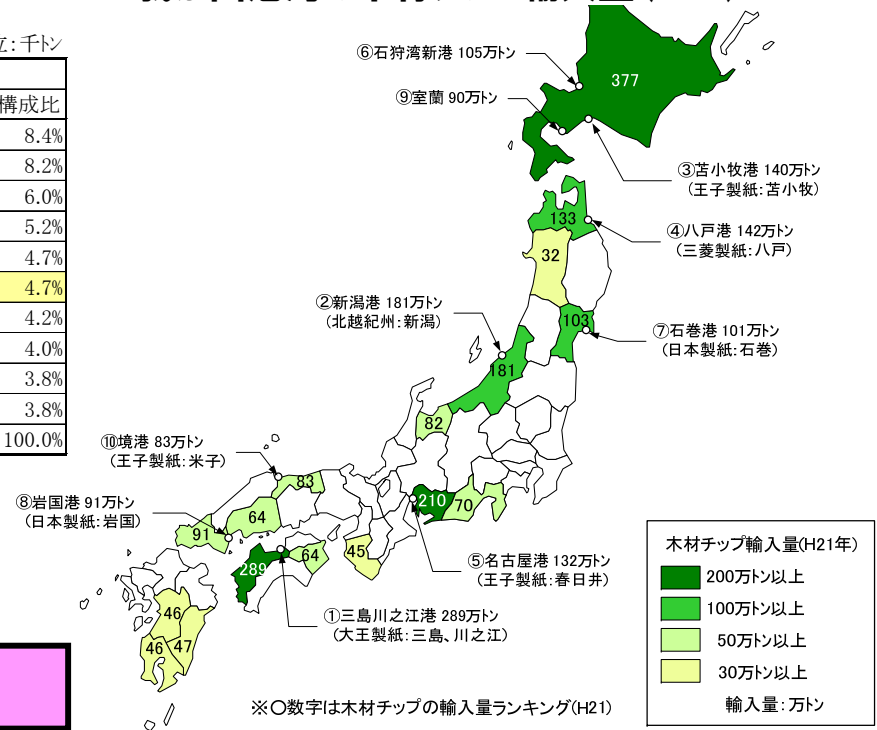 立:千トン
構成比
8.4%
8.2%
6.0%
5.2%
4.7%
4.7%
4.2%
4.0%
3.8%
3.8%
100.0%
⑥石狩湾新港 105万トン
377
⑨室蘭 90万トン
③苫小牧港 140万トン
(王子製紙:苫小牧)
133
④八戸港 142万トン
(三菱製紙:八戸)
32
②新潟港 181万トン
(北越紀州:新潟)
103
⑦石巻港 101万トン
(日本製紙:石巻)
181
82
⑩境港 83万トン
(王子製紙:米子)
83
⑧岩国港 91万トン
(日本製紙:岩国)
64
91
210
70
45
64
289
⑤名古屋港 132万トン
(王子製紙:春日井)
①三島川之江港 289万トン
(大王製紙:三島、川之江)
46
46
47
木材チップ輸入量(H21年)
200万トン以上
100万トン以上
50万トン以上
30万トン以上
輸入量:万トン
※○数字は木材チップの輸入量ランキング(H21)